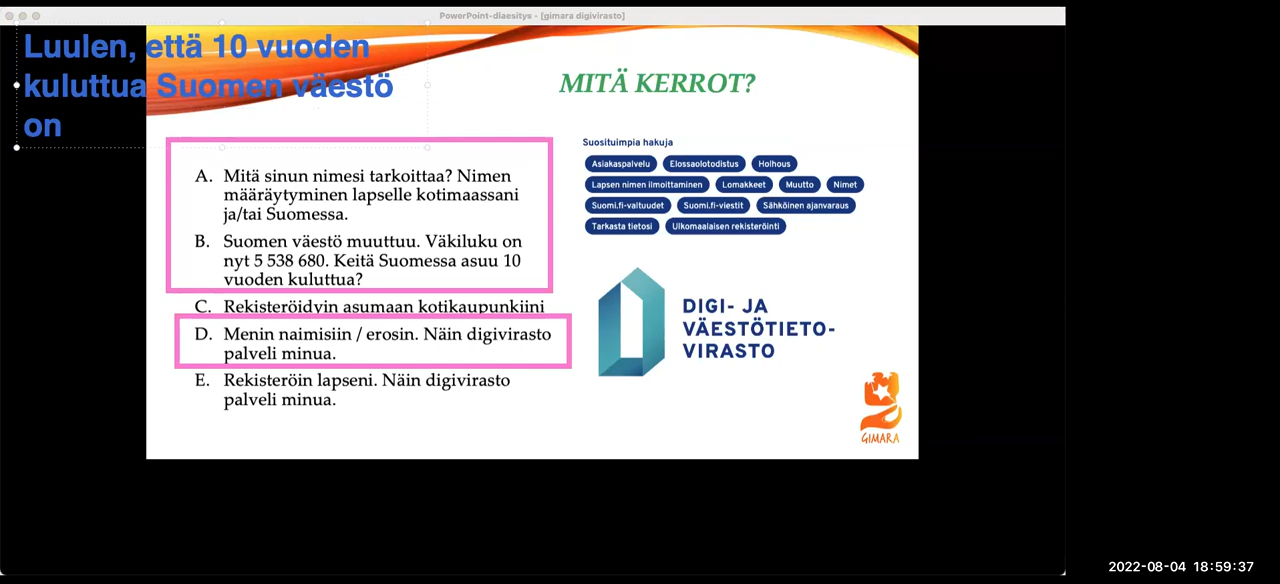 PowerPoint-diaesitys - [gimara digivirasto]
Luulen, että 10 vuoden
kuluttua Suomen väestö
on
MITÄ KERROT?
A. Mitä sinun nimesi tarkoittaa? Nimen
määräytyminen lapselle kotimaassani
ja/tai Suomessa.
B. Suomen väestö muuttuu. Väkiluku on
nyt 5 538 680. Keitä Suomessa asuu 10
vuoden kuluttua?
C. Rekisteröidyin asumaan kotikaupunkiini
D. Menin naimisiin / erosin. Näin digivirasto
palveli minua.
E. Rekisteröin lapseni. Näin digivirasto
palveli minua.
Suosituimpia hakuja
Asiakaspalvelu Elossaolotodistus Holhous
Lapsen nimen ilmoittaminen Lomakkeet Muutto Nimet
Suomi.fi-valtuudet Suomi.fi-viestit Sähköinen ajanvaraus
Tarkasta tietosi Ulkomaalaisen rekisteröinti
DIGI- JA
VÄESTÖTIETO-
VIRASTO
GIMARA
2022-08-04 18:59:37